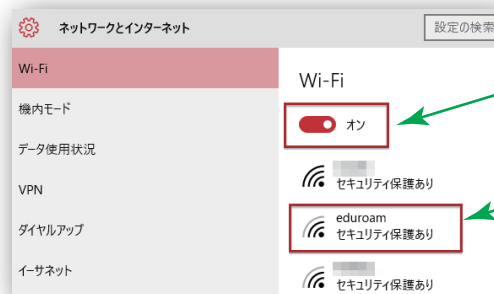 ネットワークとインターネット
設定の検索
Wi-Fi
機内モード
データ使用状況
VPN
ダイヤルアップ
イーサネット
Wi-Fi
オン
セキュリティ保護あり
eduroam
セキュリティ保護あり
セキュリティ保護あり